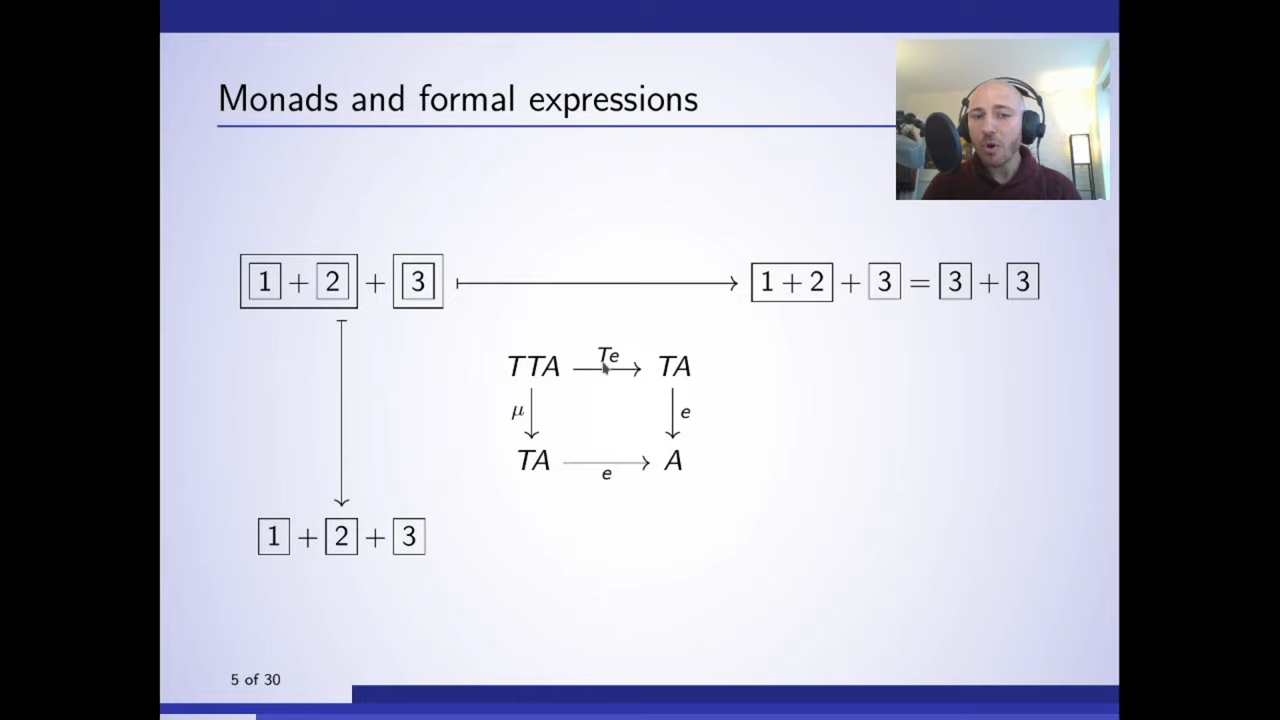 Monads and formal expressions
1 + 2 + 3
1 + 2 + 3 = 3 + 3
TTA Te TA
μ e
TA e A
1 + 2 + 3
5 of 30